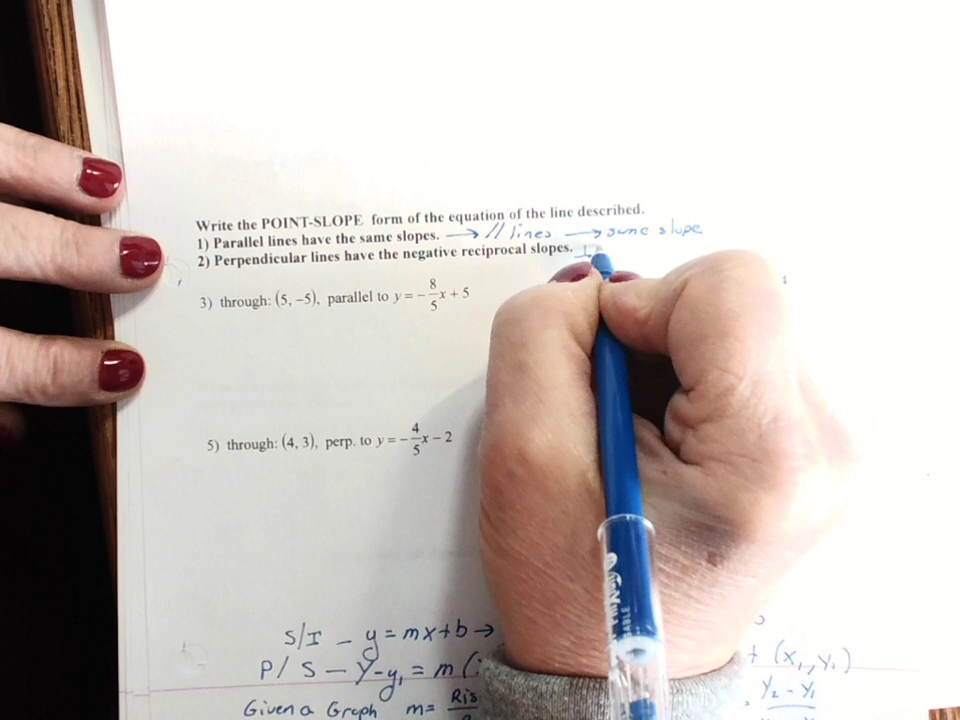 Write the POINT-SLOPE form of the equation of the line described.
1) Parallel lines have the same slopes. → // lines → same slope
2) Perpendicular lines have the negative reciprocal slopes.
3) through: (5, −5), parallel to y = −8/5x + 5
5) through: (4, 3), perp. to y = −4/5x − 2
S/I − y = mx+b →
P/S − Y-y₁ = m (
+ (x₁, y₁)
Given a Graph m= Ris
Y₂ - Y₁